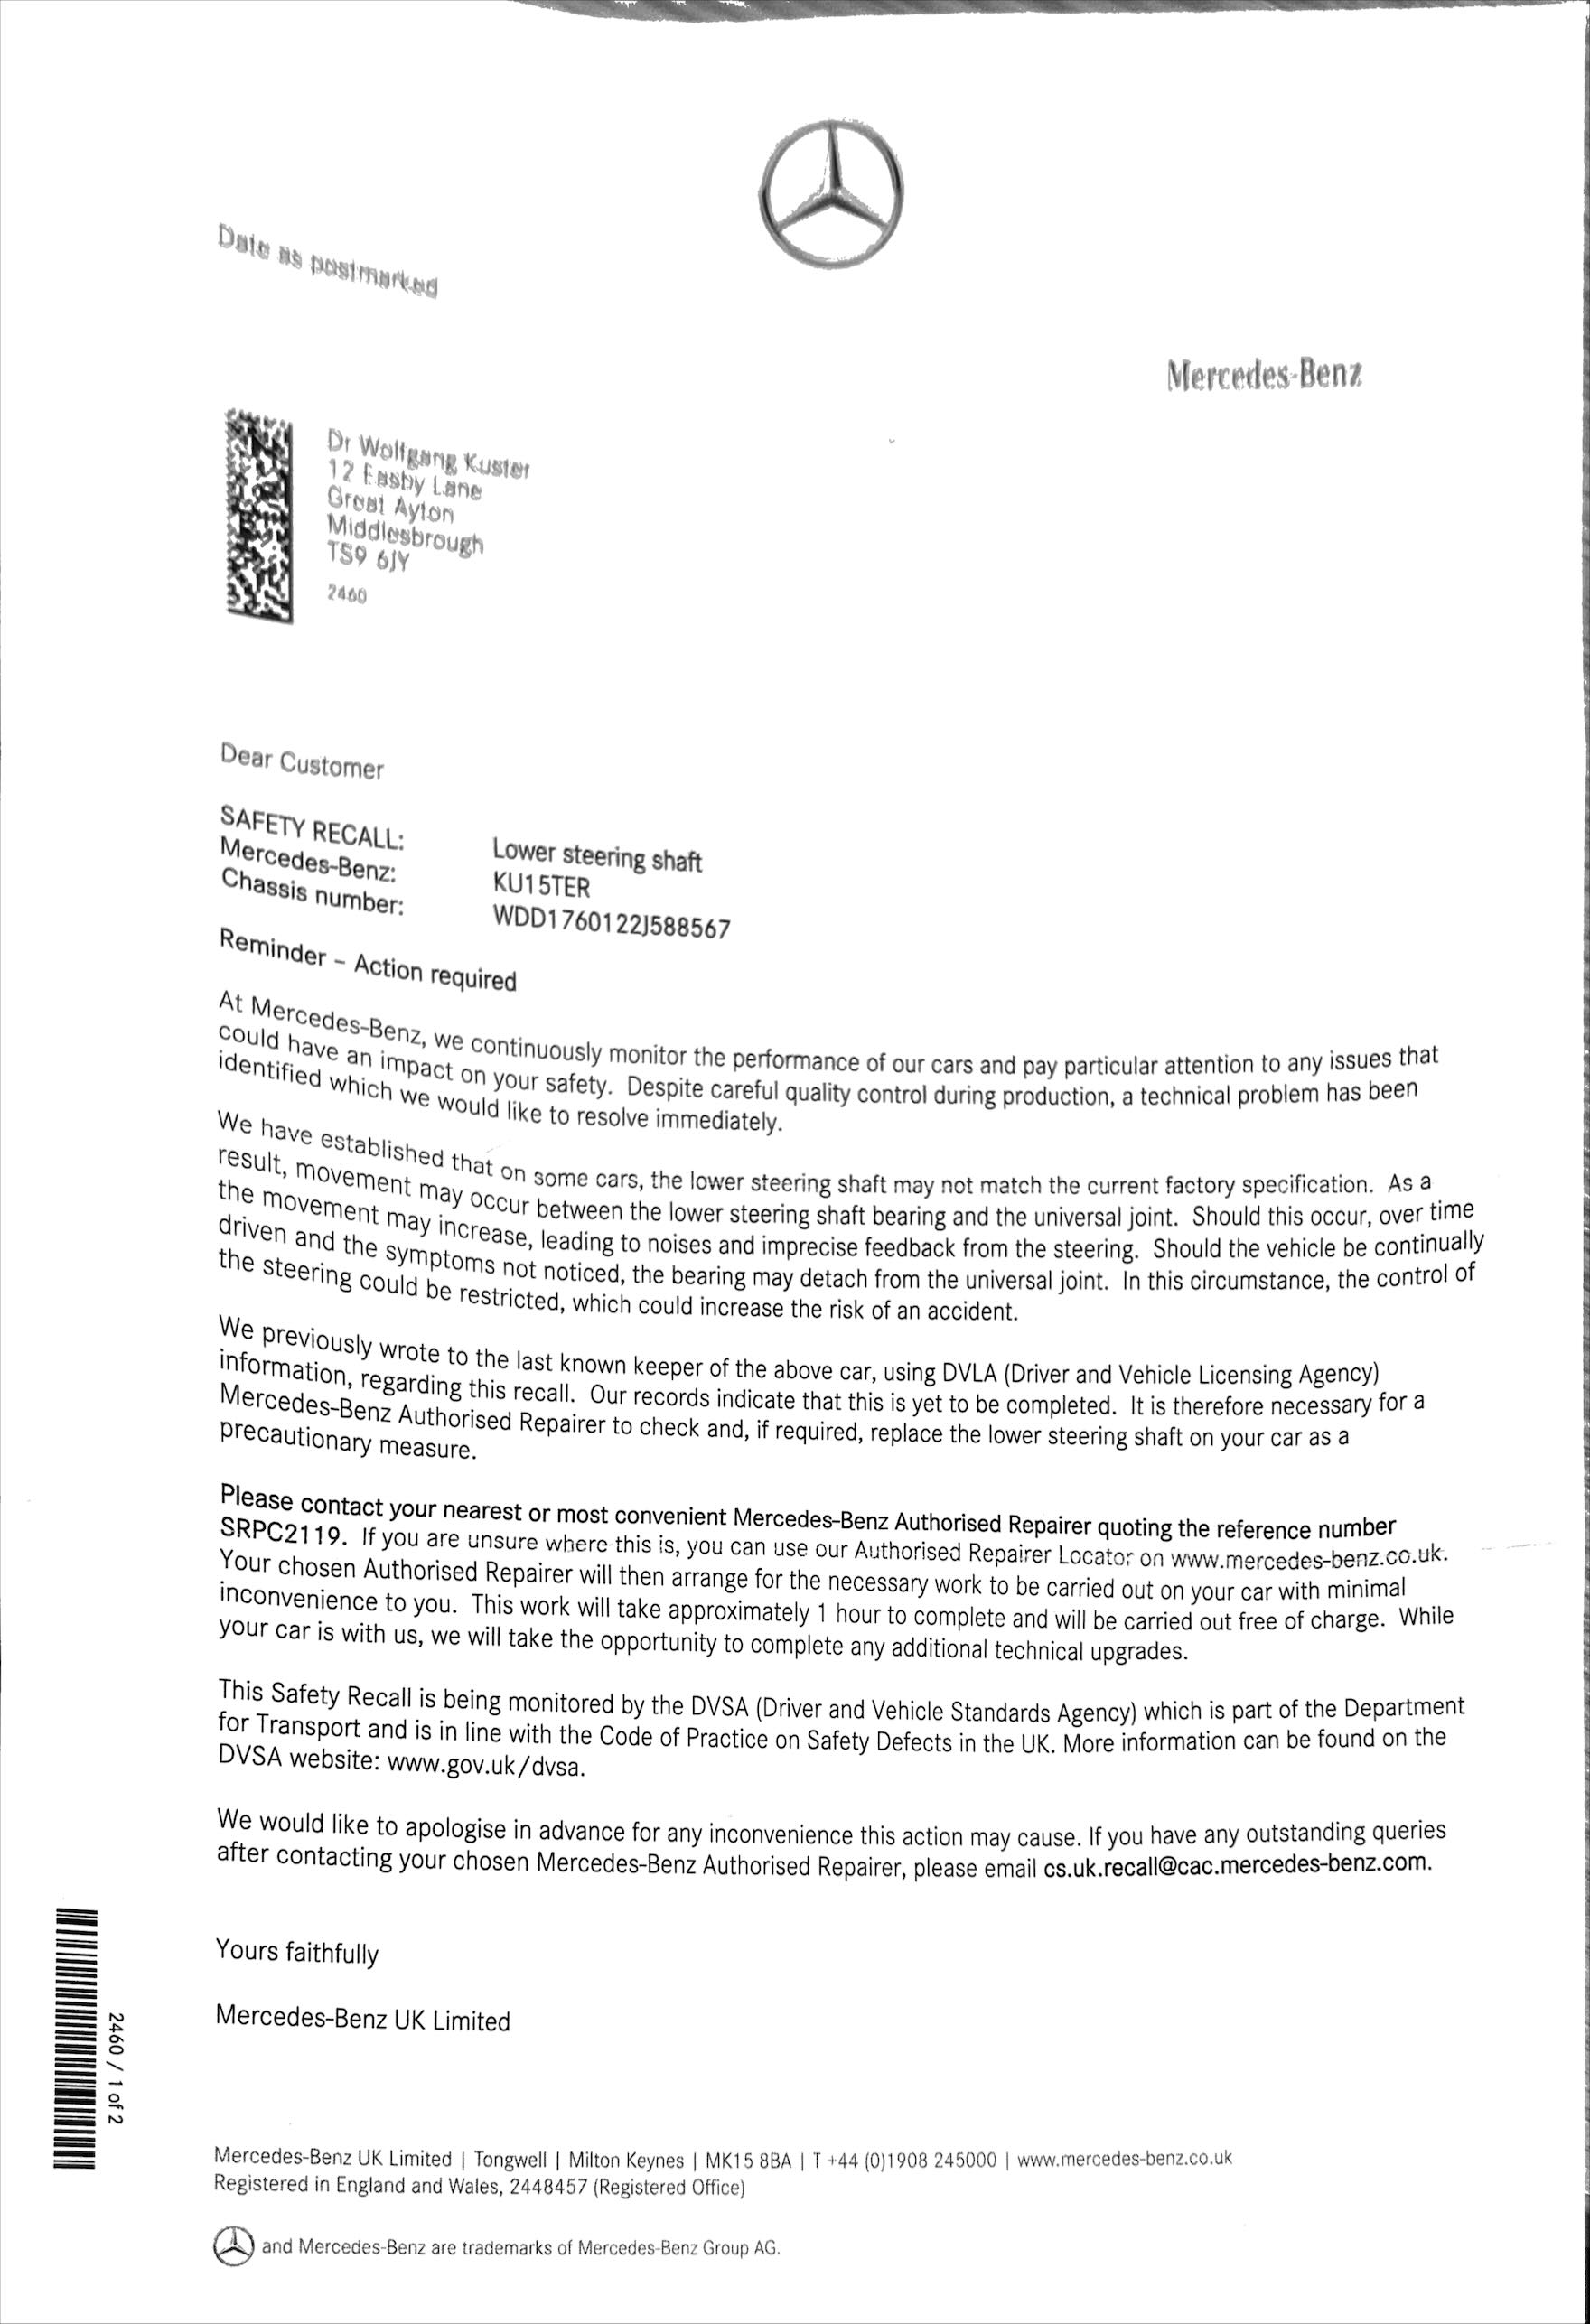 Date as postmarked
Mercedes-Benz
Dr Wolfgang Kuster
12 Easby Lane
Great Ayton
Middlesbrough
TS9 6JY
2460
Dear Customer
SAFETY RECALL: Lower steering shaft
Mercedes-Benz: KU15TER
Chassis number: WDD1760122J588567
Reminder – Action required
At Mercedes-Benz, we continuously monitor the performance of our cars and pay particular attention to any issues that
could have an impact on your safety. Despite careful quality control during production, a technical problem has been
identified which we would like to resolve immediately.
We have established that on some cars, the lower steering shaft may not match the current factory specification. As a
result, movement may occur between the lower steering shaft bearing and the universal joint. Should this occur, over time
the movement may increase, leading to noises and imprecise feedback from the steering. Should the vehicle be continually
driven and the symptoms not noticed, the bearing may detach from the universal joint. In this circumstance, the control of
the steering could be restricted, which could increase the risk of an accident.
We previously wrote to the last known keeper of the above car, using DVLA (Driver and Vehicle Licensing Agency)
information, regarding this recall. Our records indicate that this is yet to be completed. It is therefore necessary for a
Mercedes-Benz Authorised Repairer to check and, if required, replace the lower steering shaft on your car as a
precautionary measure.
Please contact your nearest or most convenient Mercedes-Benz Authorised Repairer quoting the reference number
SRPC2119. If you are unsure where this is, you can use our Authorised Repairer Locator on www.mercedes-benz.co.uk.
Your chosen Authorised Repairer will then arrange for the necessary work to be carried out on your car with minimal
inconvenience to you. This work will take approximately 1 hour to complete and will be carried out free of charge. While
your car is with us, we will take the opportunity to complete any additional technical upgrades.
This Safety Recall is being monitored by the DVSA (Driver and Vehicle Standards Agency) which is part of the Department
for Transport and is in line with the Code of Practice on Safety Defects in the UK. More information can be found on the
DVSA website: www.gov.uk/dvsa.
We would like to apologise in advance for any inconvenience this action may cause. If you have any outstanding queries
after contacting your chosen Mercedes-Benz Authorised Repairer, please email cs.uk.recall@cac.mercedes-benz.com.
Yours faithfully
Mercedes-Benz UK Limited
2460 / 1 of 2
Mercedes-Benz UK Limited | Tongwell | Milton Keynes | MK15 8BA | T +44 (0)1908 245000 | www.mercedes-benz.co.uk
Registered in England and Wales, 2448457 (Registered Office)
and Mercedes-Benz are trademarks of Mercedes-Benz Group AG.